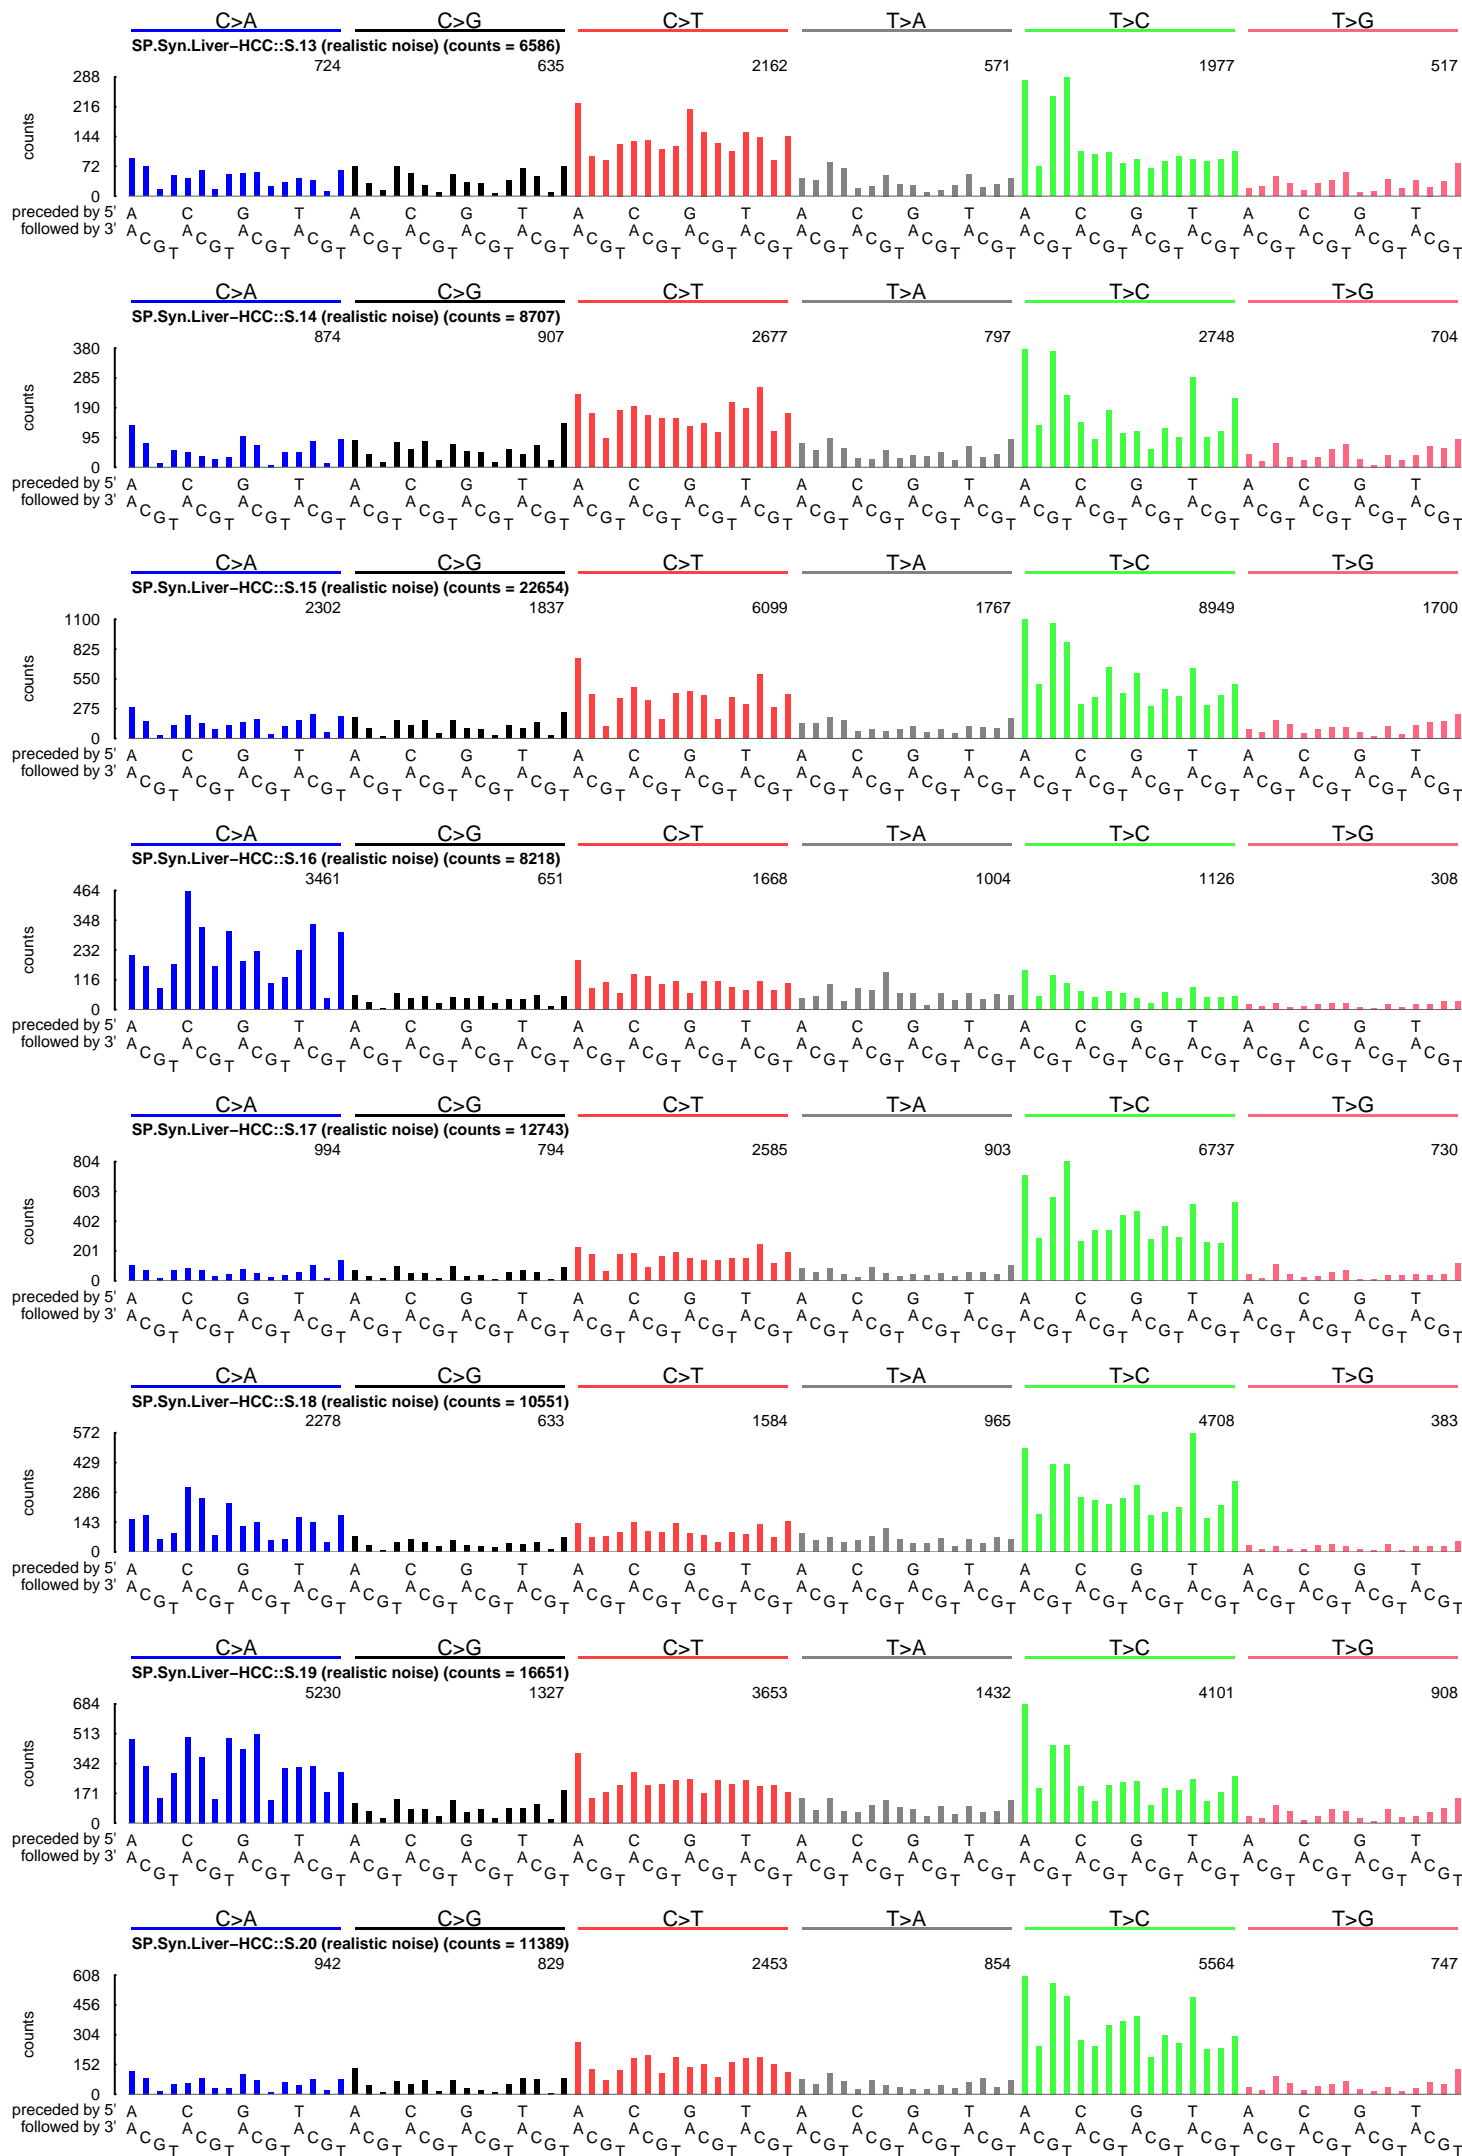 C>A C>G C>T T>A T>C T>G
SP.Syn.Liver−HCC::S.13 (realistic noise) (counts = 6586)
724 635 2162 571 1977 517
288
216
144
72
0
counts
preceded by 5' A C G T A C G T A C G T A C G T A C G T A C G T
followed by 3' A C G T A C G T A C G T A C G T A C G T A C G T A C G T A C G T A C G T A C G T A C G T A C G T A C G T A C G T A C G T A C G T A C G T A C G T A C G T A C G T A C G T A C G T A C G T A C G T
C>A C>G C>T T>A T>C T>G
SP.Syn.Liver−HCC::S.14 (realistic noise) (counts = 8707)
874 907 2677 797 2748 704
380
285
190
95
0
counts
preceded by 5' A C G T A C G T A C G T A C G T A C G T A C G T
followed by 3' A C G T A C G T A C G T A C G T A C G T A C G T A C G T A C G T A C G T A C G T A C G T A C G T A C G T A C G T A C G T A C G T A C G T A C G T A C G T A C G T A C G T A C G T A C G T A C G T
C>A C>G C>T T>A T>C T>G
SP.Syn.Liver−HCC::S.15 (realistic noise) (counts = 22654)
2302 1837 6099 1767 8949 1700
1100
825
550
275
0
counts
preceded by 5' A C G T A C G T A C G T A C G T A C G T A C G T
followed by 3' A C G T A C G T A C G T A C G T A C G T A C G T A C G T A C G T A C G T A C G T A C G T A C G T A C G T A C G T A C G T A C G T A C G T A C G T A C G T A C G T A C G T A C G T A C G T A C G T
C>A C>G C>T T>A T>C T>G
SP.Syn.Liver−HCC::S.16 (realistic noise) (counts = 8218)
3461 651 1668 1004 1126 308
464
348
232
116
0
counts
preceded by 5' A C G T A C G T A C G T A C G T A C G T A C G T
followed by 3' A C G T A C G T A C G T A C G T A C G T A C G T A C G T A C G T A C G T A C G T A C G T A C G T A C G T A C G T A C G T A C G T A C G T A C G T A C G T A C G T A C G T A C G T A C G T A C G T
C>A C>G C>T T>A T>C T>G
SP.Syn.Liver−HCC::S.17 (realistic noise) (counts = 12743)
994 794 2585 903 6737 730
804
603
402
201
0
counts
preceded by 5' A C G T A C G T A C G T A C G T A C G T A C G T
followed by 3' A C G T A C G T A C G T A C G T A C G T A C G T A C G T A C G T A C G T A C G T A C G T A C G T A C G T A C G T A C G T A C G T A C G T A C G T A C G T A C G T A C G T A C G T A C G T A C G T
C>A C>G C>T T>A T>C T>G
SP.Syn.Liver−HCC::S.18 (realistic noise) (counts = 10551)
2278 633 1584 965 4708 383
572
429
286
143
0
counts
preceded by 5' A C G T A C G T A C G T A C G T A C G T A C G T
followed by 3' A C G T A C G T A C G T A C G T A C G T A C G T A C G T A C G T A C G T A C G T A C G T A C G T A C G T A C G T A C G T A C G T A C G T A C G T A C G T A C G T A C G T A C G T A C G T A C G T
C>A C>G C>T T>A T>C T>G
SP.Syn.Liver−HCC::S.19 (realistic noise) (counts = 16651)
5230 1327 3653 1432 4101 908
684
513
342
171
0
counts
preceded by 5' A C G T A C G T A C G T A C G T A C G T A C G T
followed by 3' A C G T A C G T A C G T A C G T A C G T A C G T A C G T A C G T A C G T A C G T A C G T A C G T A C G T A C G T A C G T A C G T A C G T A C G T A C G T A C G T A C G T A C G T A C G T A C G T
C>A C>G C>T T>A T>C T>G
SP.Syn.Liver−HCC::S.20 (realistic noise) (counts = 11389)
942 829 2453 854 5564 747
608
456
304
152
0
counts
preceded by 5' A C G T A C G T A C G T A C G T A C G T A C G T
followed by 3' A C G T A C G T A C G T A C G T A C G T A C G T A C G T A C G T A C G T A C G T A C G T A C G T A C G T A C G T A C G T A C G T A C G T A C G T A C G T A C G T A C G T A C G T A C G T A C G T